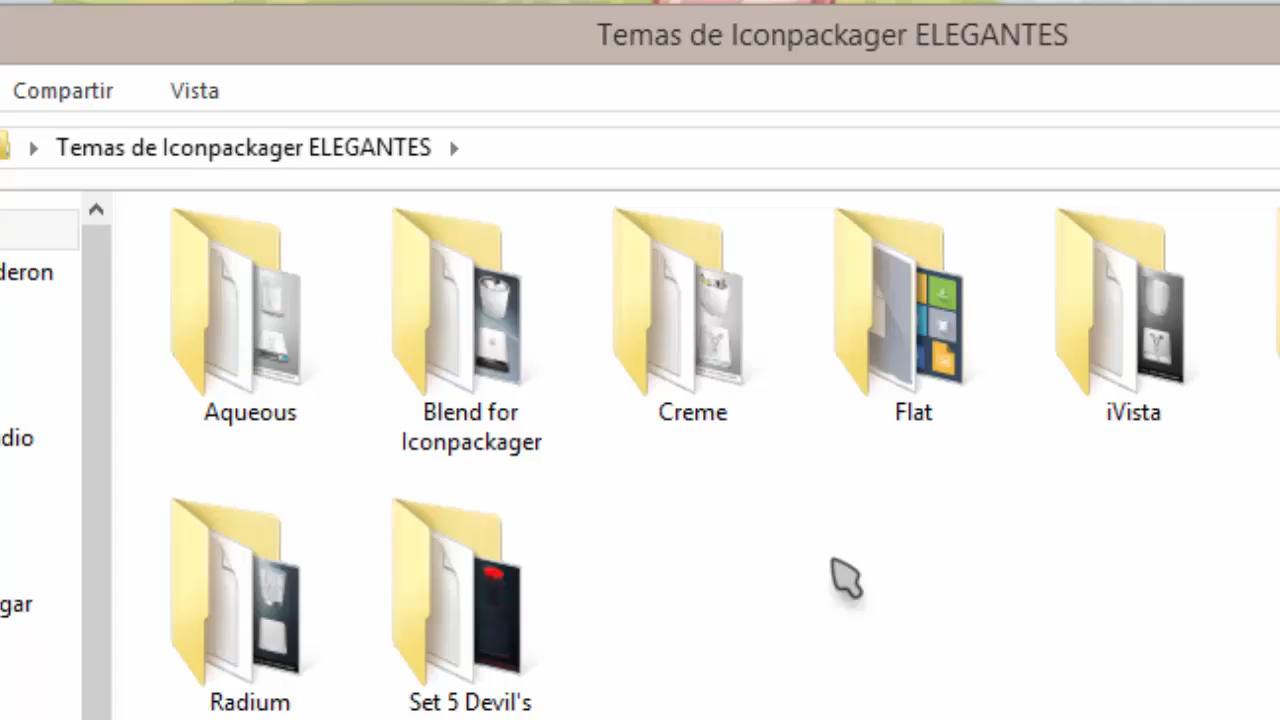 Temas de Iconpackager ELEGANTES
Compartir Vista
Temas de Iconpackager ELEGANTES
deron
dio
gar
Aqueous
Blend for
Iconpackager
Creme
Flat
iVista
Radium
Set 5 Devil's